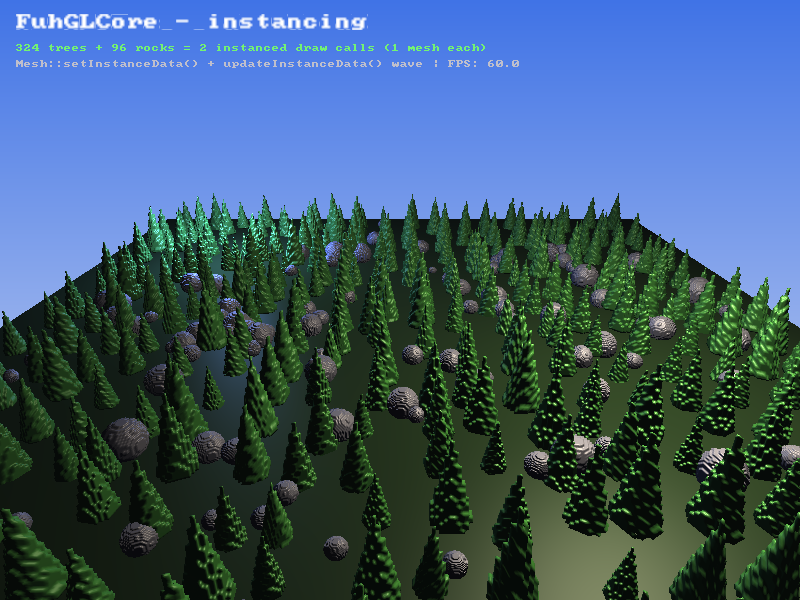 FuhGLCore - instancing
324 trees + 96 rocks = 2 instanced draw calls (1 mesh each)
Mesh::setInstanceData() + updateInstanceData() wave | FPS: 60.0